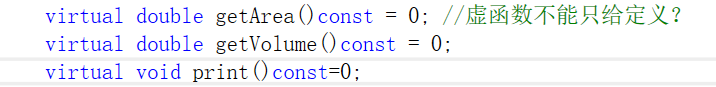 virtual double getArea()const = 0; //虚函数不能只给定义？
virtual double getVolume()const = 0;
virtual void print()const=0;